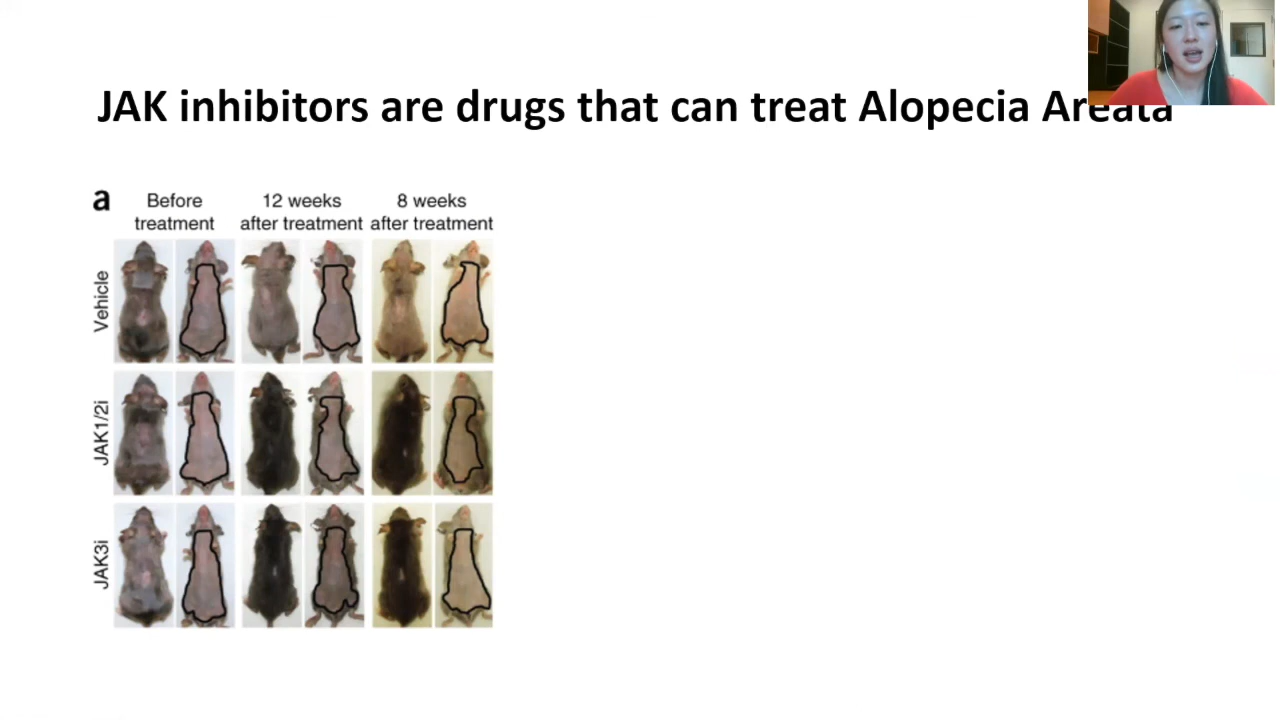 JAK inhibitors are drugs that can treat Alopecia Areata
a
Before treatment
12 weeks after treatment
8 weeks after treatment
Vehicle
JAK1/2i
JAK3i